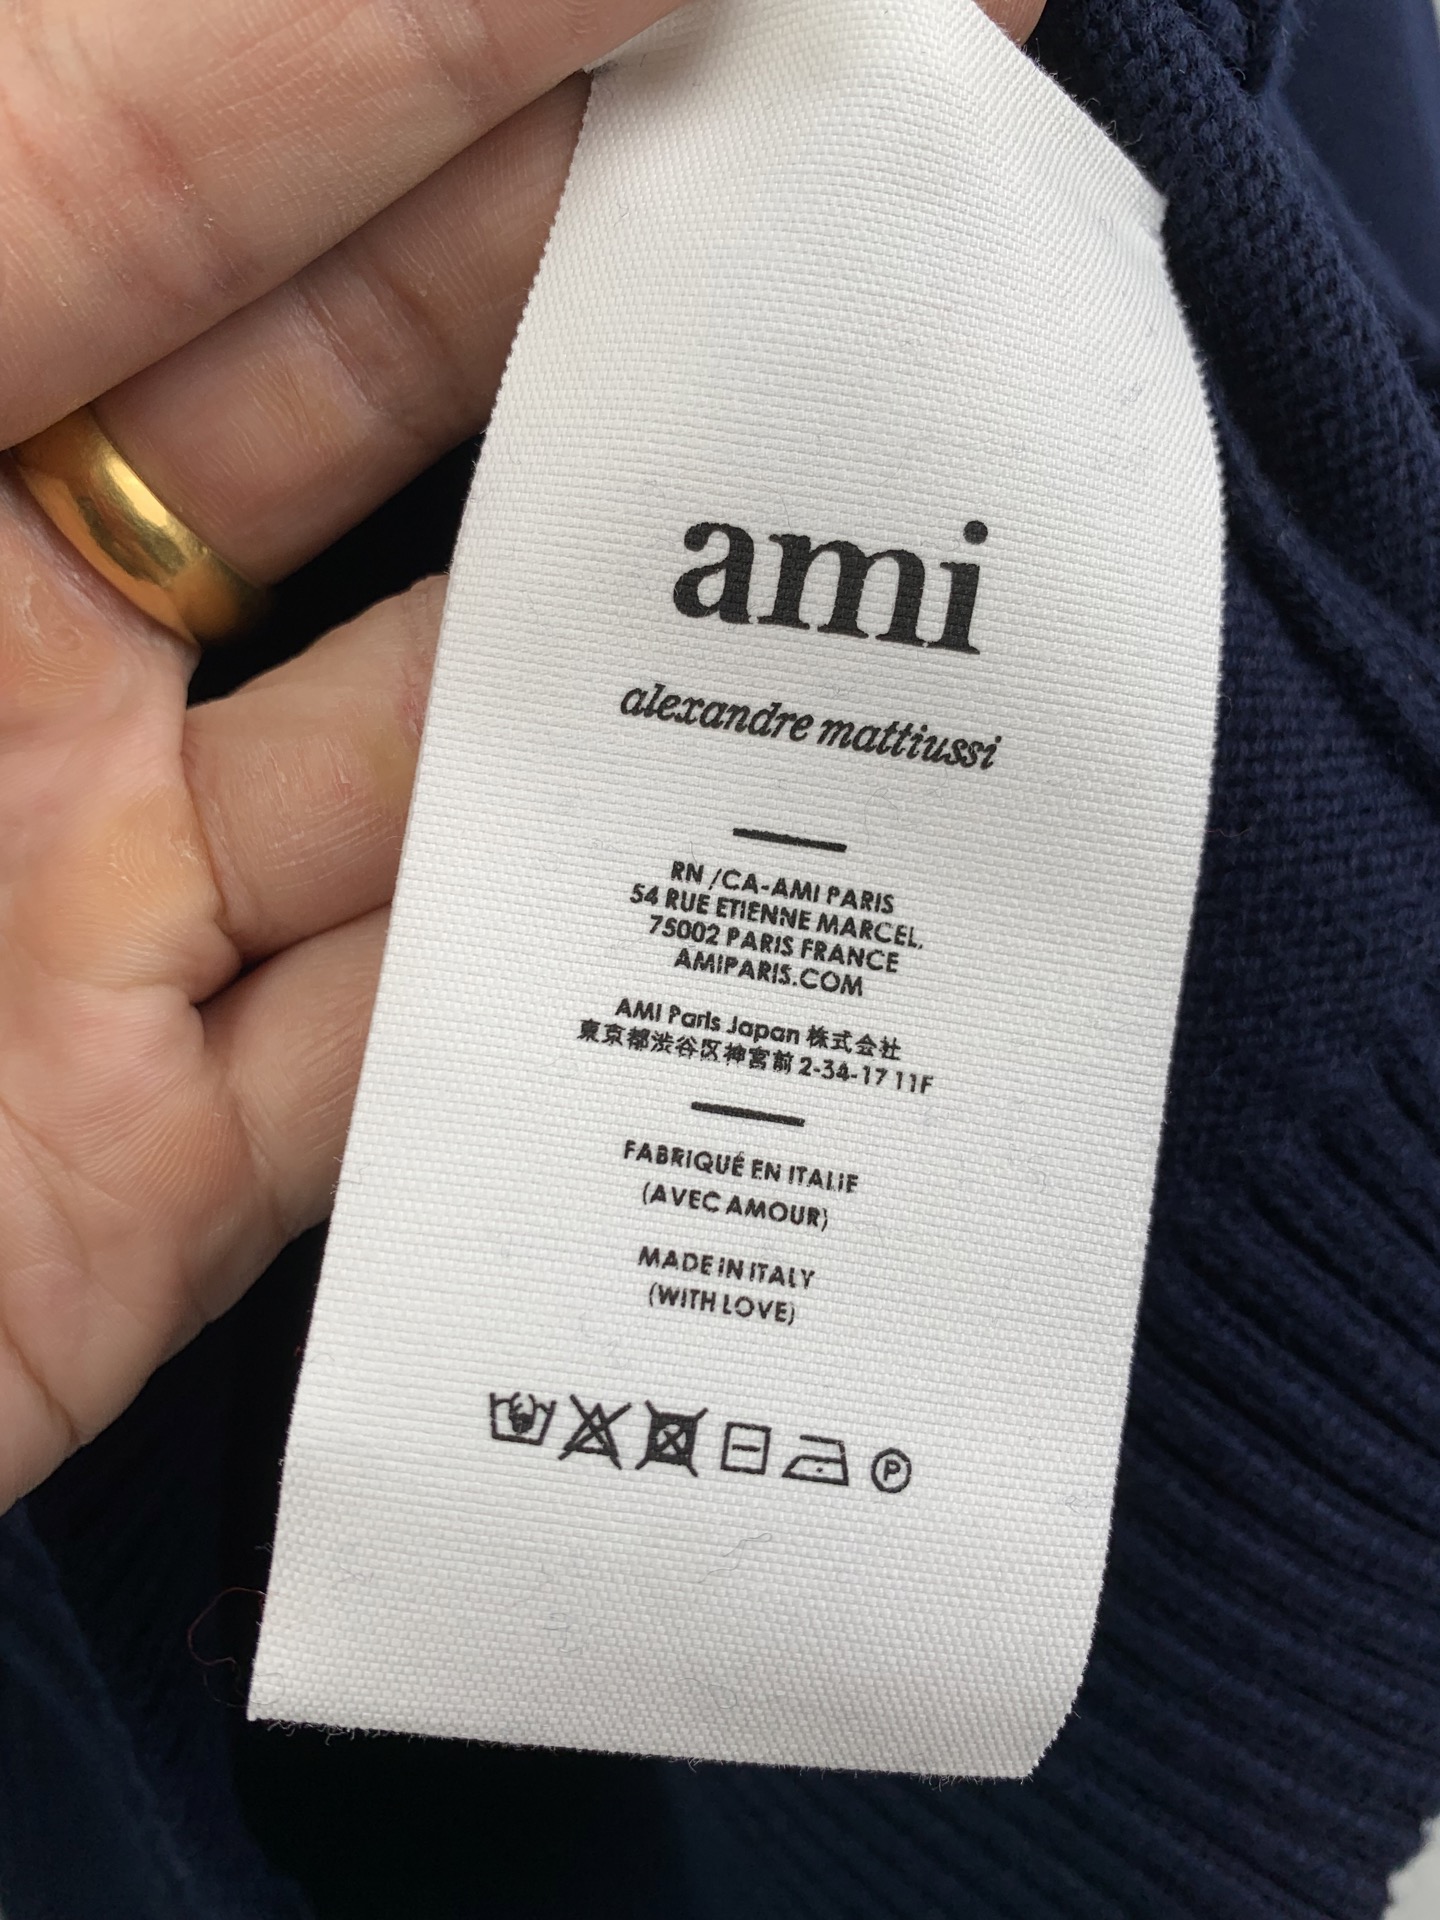 ami
alexandre mattiussi
RN /CA-AMI PARIS
54 RUE ETIENNE MARCEL,
75002 PARIS FRANCE
AMIPARIS.COM
AMI Paris Japan 株式会社
東京都渋谷区神宮前 2-34-17 11F
FABRIQUÉ EN ITALIE
(AVEC AMOUR)
MADE IN ITALY
(WITH LOVE)
P